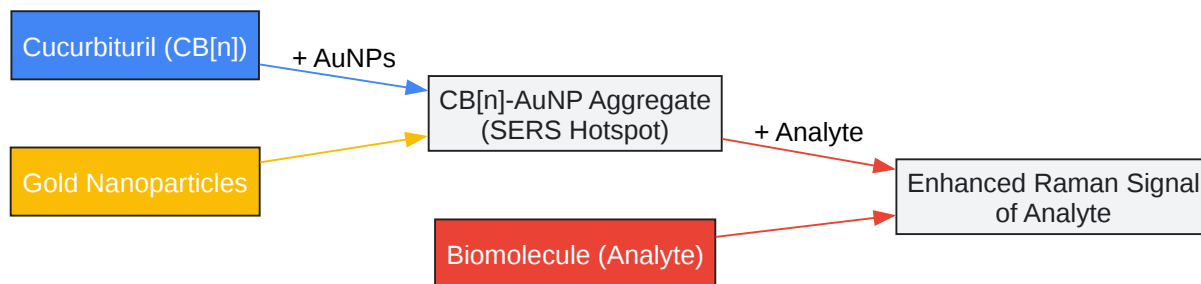 Cucurbituril (CB[n])
+ AuNPs
CB[n]-AuNP Aggregate
(SERS Hotspot)
Gold Nanoparticles
+ Analyte
Enhanced Raman Signal
of Analyte
Biomolecule (Analyte)